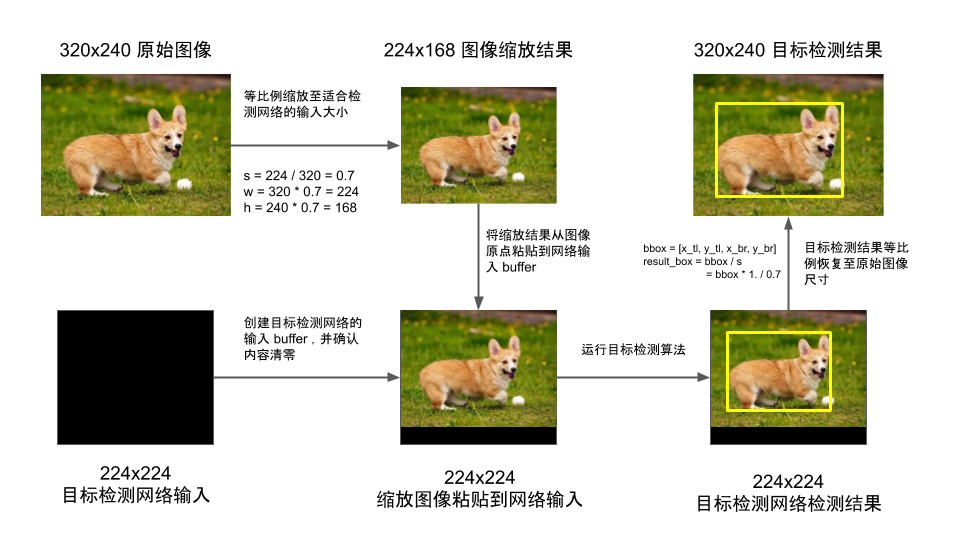 320x240 原始图像
224x168 图像缩放结果
320x240 目标检测结果
等比例缩放至适合检
测网络的输入大小
s = 224 / 320 = 0.7
w = 320 * 0.7 = 224
h = 240 * 0.7 = 168
将缩放结果从图像
原点粘贴到网络输
入 buffer
bbox = [x_tl, y_tl, x_br, y_br]
result_box = bbox / s
= bbox * 1. / 0.7
目标检测结果等比
例恢复至原始图像
尺寸
创建目标检测网络的
输入 buffer，并确认
内容清零
运行目标检测算法
224x224
目标检测网络输入
224x224
缩放图像粘贴到网络输入
224x224
目标检测网络检测结果